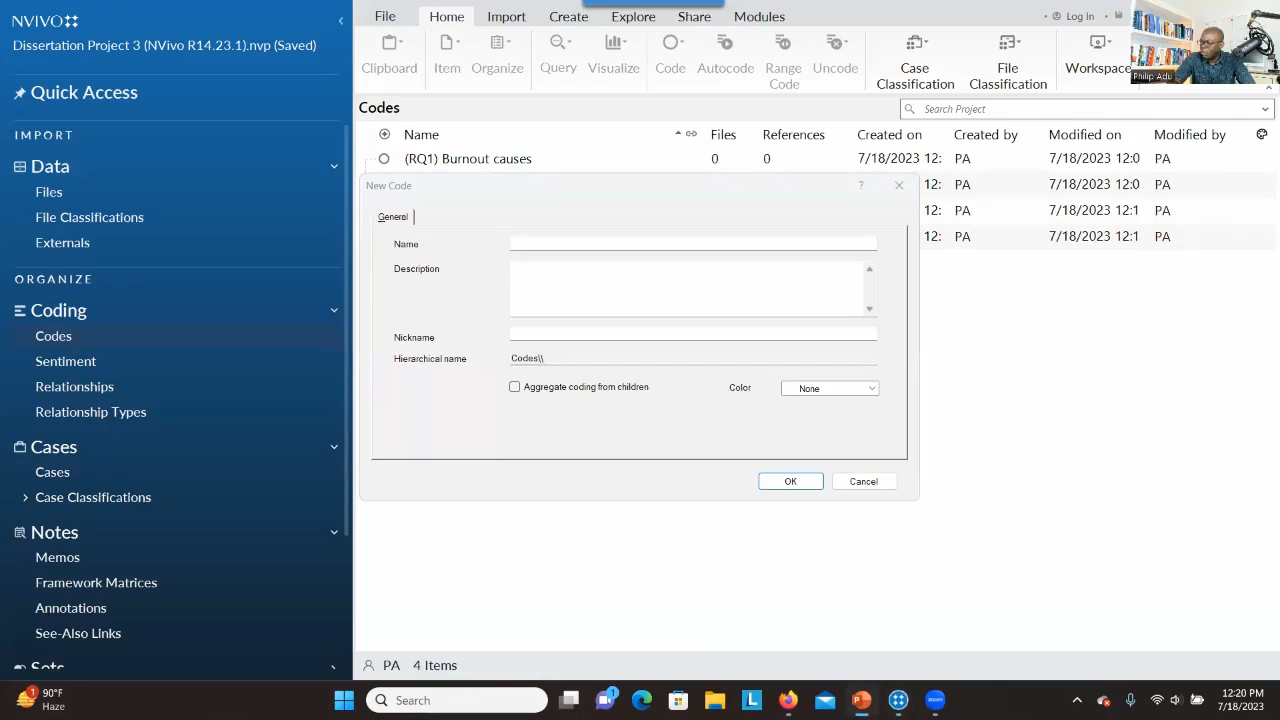 NVIVO
Dissertation Project 3 (NVivo R14.23.1).nvp (Saved)
Quick Access
IMPORT
Data
Files
File Classifications
Externals
ORGANIZE
Coding
Codes
Sentiment
Relationships
Relationship Types
Cases
Cases
Case Classifications
Notes
Memos
Framework Matrices
Annotations
See-Also Links
Sets
File Home Import Create Explore Share Modules Log In
Clipboard Item Organize Query Visualize Code Autocode Range Code Uncode Case Classification File Classification Workspace
Philip Adu
Codes
Search Project
Name Files References Created on Created by Modified on Modified by
(RQ1) Burnout causes 0 0 7/18/2023 12: PA 7/18/2023 12:0 PA
12: PA 7/18/2023 12:0 PA
12: PA 7/18/2023 12:1 PA
12: PA 7/18/2023 12:1 PA
New Code ?
General
Name
Description
Nickname
Hierarchical name Codes\\
Aggregate coding from children Color None
OK Cancel
PA 4 Items
1 90°F
Haze
Search
1
L
zoom
12:20 PM
7/18/2023